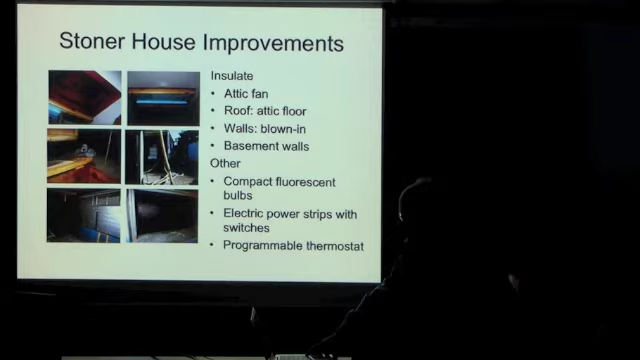 Stoner House Improvements
Insulate
• Attic fan
• Roof: attic floor
• Walls: blown-in
• Basement walls
Other
• Compact fluorescent
bulbs
• Electric power strips with
switches
• Programmable thermostat